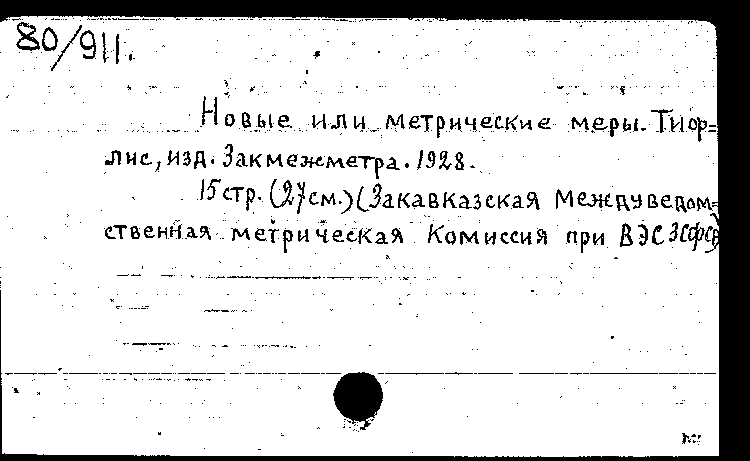 80/911.
Новые или метрические меры. Тиор=
лис, изд. Закмежметра. 1928.
15 стр. (27 см.) (Закавказская Междуведом=
ственная метрическая Комиссия при ВЭС ЗСФСР)